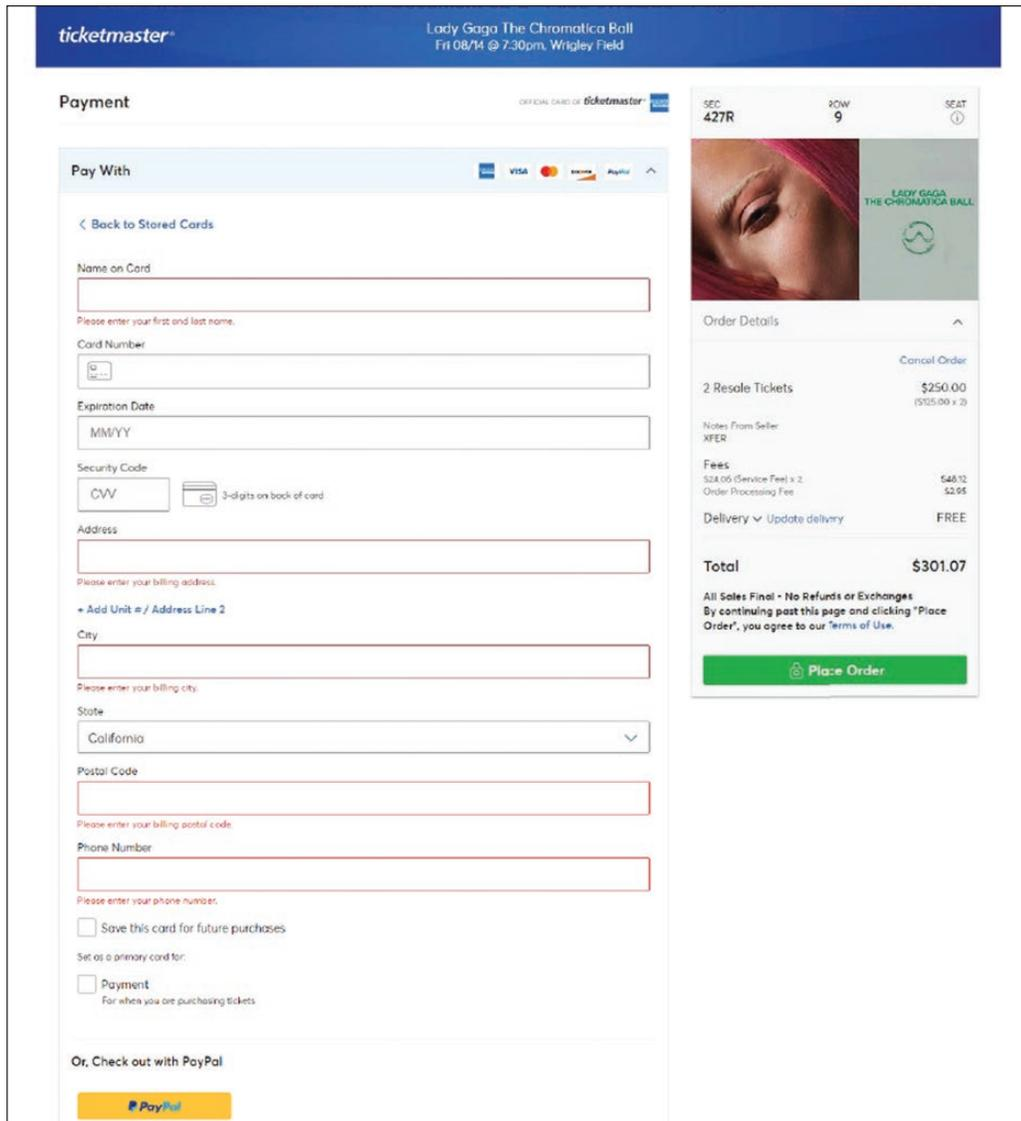 ticketmaster®
Lady Gaga The Chromatica Ball
Fri 08/14 @ 7:30pm, Wrigley Field
Payment
OFFICIAL CARD OF ticketmaster®
Pay With
VISA
DISCOVER
PayPal
< Back to Stored Cards
Name on Card
Please enter your first and last name.
Card Number
Expiration Date
MM/YY
Security Code
CVV
3-digits on back of card
Address
Please enter your billing address.
+ Add Unit # / Address Line 2
City
Please enter your billing city.
State
California
Postal Code
Please enter your billing postal code.
Phone Number
Please enter your phone number.
Save this card for future purchases
Set as a primary card for:
Payment
For when you are purchasing tickets
Or, Check out with PayPal
PayPal
SEC ROW SEAT
427R 9
LADY GAGA
THE CHROMATICA BALL
Order Details
Cancel Order
2 Resale Tickets $250.00
($125.00 x 2)
Notes From Seller
XFER
Fees
$24.06 (Service Fee) x 2 $48.12
Order Processing Fee $2.95
Delivery Update delivery FREE
Total $301.07
All Sales Final - No Refunds or Exchanges
By continuing past this page and clicking "Place
Order", you agree to our Terms of Use.
Place Order